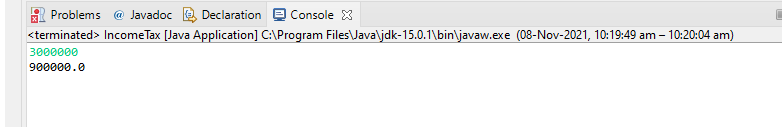 Problems @ Javadoc Declaration Console
<terminated> IncomeTax [Java Application] C:\Program Files\Java\jdk-15.0.1\bin\javaw.exe (08-Nov-2021, 10:19:49 am – 10:20:04 am)
3000000
900000.0